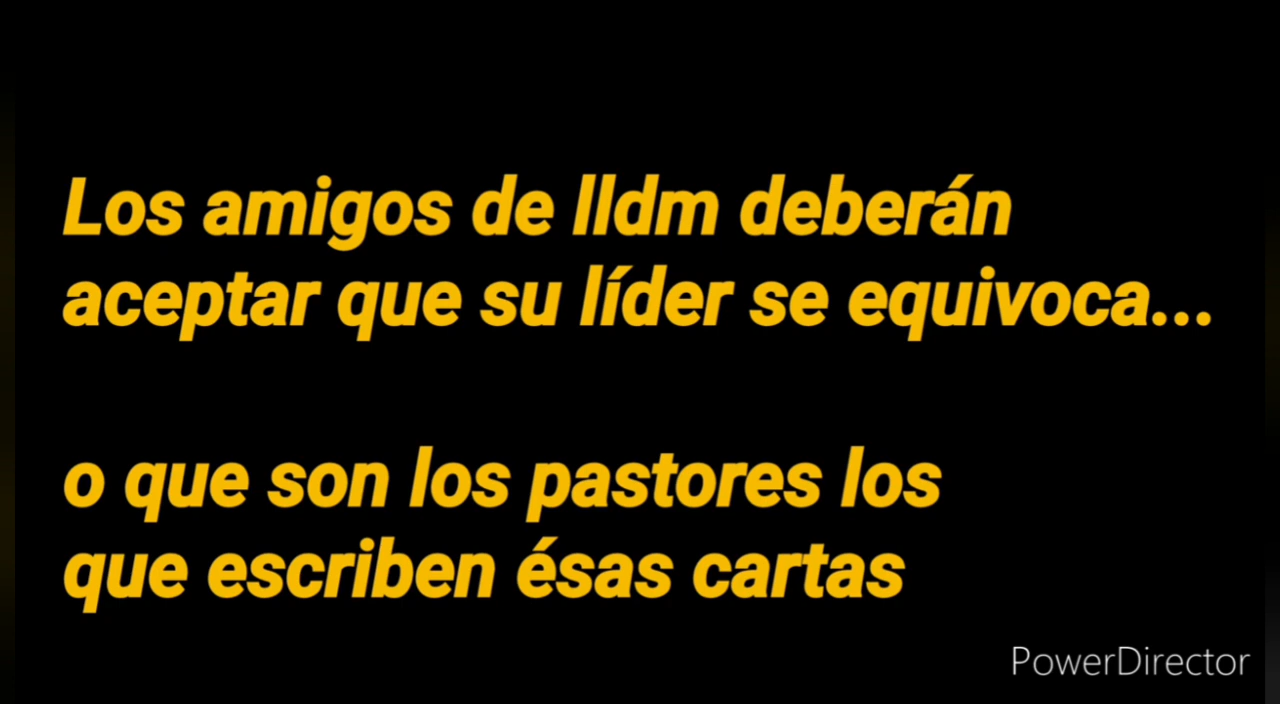 Los amigos de lldm deberán
aceptar que su líder se equivoca...
o que son los pastores los
que escriben ésas cartas
PowerDirector